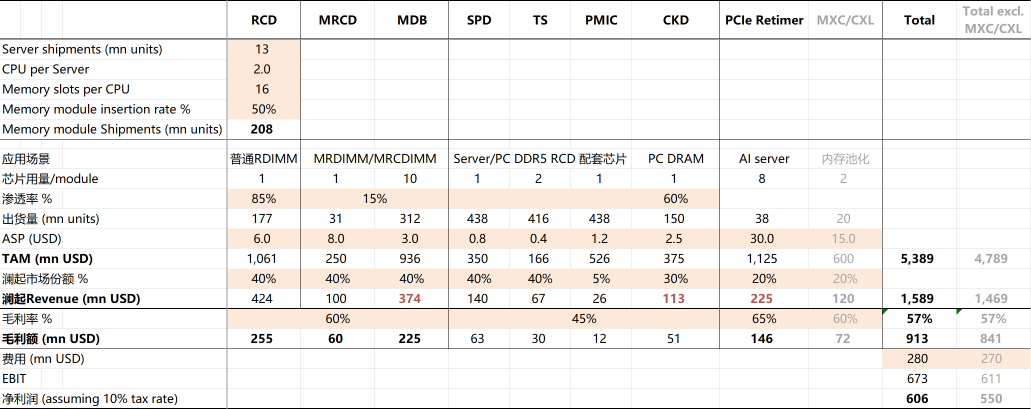 RCD MRCD MDB SPD TS PMIC CKD PCIe Retimer MXC/CXL Total Total excl. MXC/CXL
Server shipments (mn units) 13
CPU per Server 2.0
Memory slots per CPU 16
Memory module insertion rate % 50%
Memory module Shipments (mn units) 208
应用场景 普通RDIMM MRDIMM/MRCDIMM Server/PC DDR5 RCD 配套芯片 PC DRAM AI server 内存池化
芯片用量/module 1 1 10 1 2 1 1 8 2
渗透率 % 85% 15% 60%
出货量 (mn units) 177 31 312 438 416 438 150 38 20
ASP (USD) 6.0 8.0 3.0 0.8 0.4 1.2 2.5 30.0 15.0
TAM (mn USD) 1,061 250 936 350 166 526 375 1,125 600 5,389 4,789
澜起市场份额 % 40% 40% 40% 40% 40% 5% 30% 20% 20%
澜起Revenue (mn USD) 424 100 374 140 67 26 113 225 120 1,589 1,469
毛利率 % 60% 45% 65% 60% 57% 57%
毛利额 (mn USD) 255 60 225 63 30 12 51 146 72 913 841
费用 (mn USD) 280 270
EBIT 673 611
净利润 (assuming 10% tax rate) 606 550